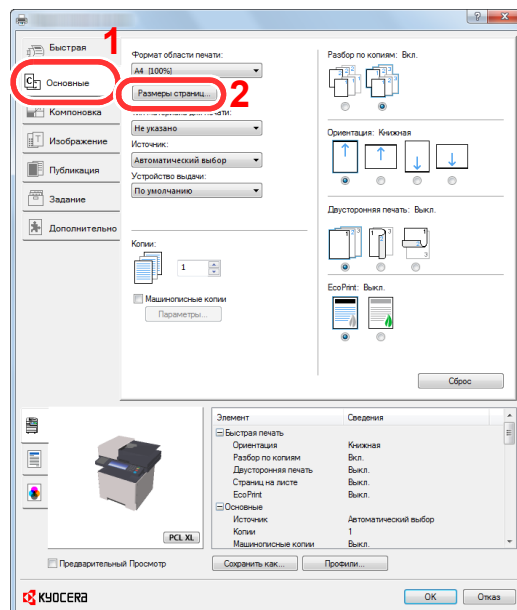 Быстрая
1
Основные
Компоновка
Изображение
Публикация
Задание
Дополнительно
Формат области печати:
A4 [100%]
Размеры страниц...
2
печати:
Не указано
Источник:
Автоматический выбор
Устройство выдачи:
По умолчанию
Копии:
1
Машинописные копии
Параметры...
Разбор по копиям: Вкл.
Ориентация: Книжная
Двусторонняя печать: Выкл.
EcoPrint: Выкл.
Сброс
PCL XL
Предварительный Просмотр
Элемент Сведения
Быстрая печать
Ориентация Книжная
Разбор по копиям Вкл.
Двусторонняя печать Выкл.
Страниц на листе Выкл.
EcoPrint Выкл.
Основные
Источник Автоматический выбор
Копии 1
Машинописные копии Выкл.
Сохранить как... Профили...
KYOCERA
OK Отказ